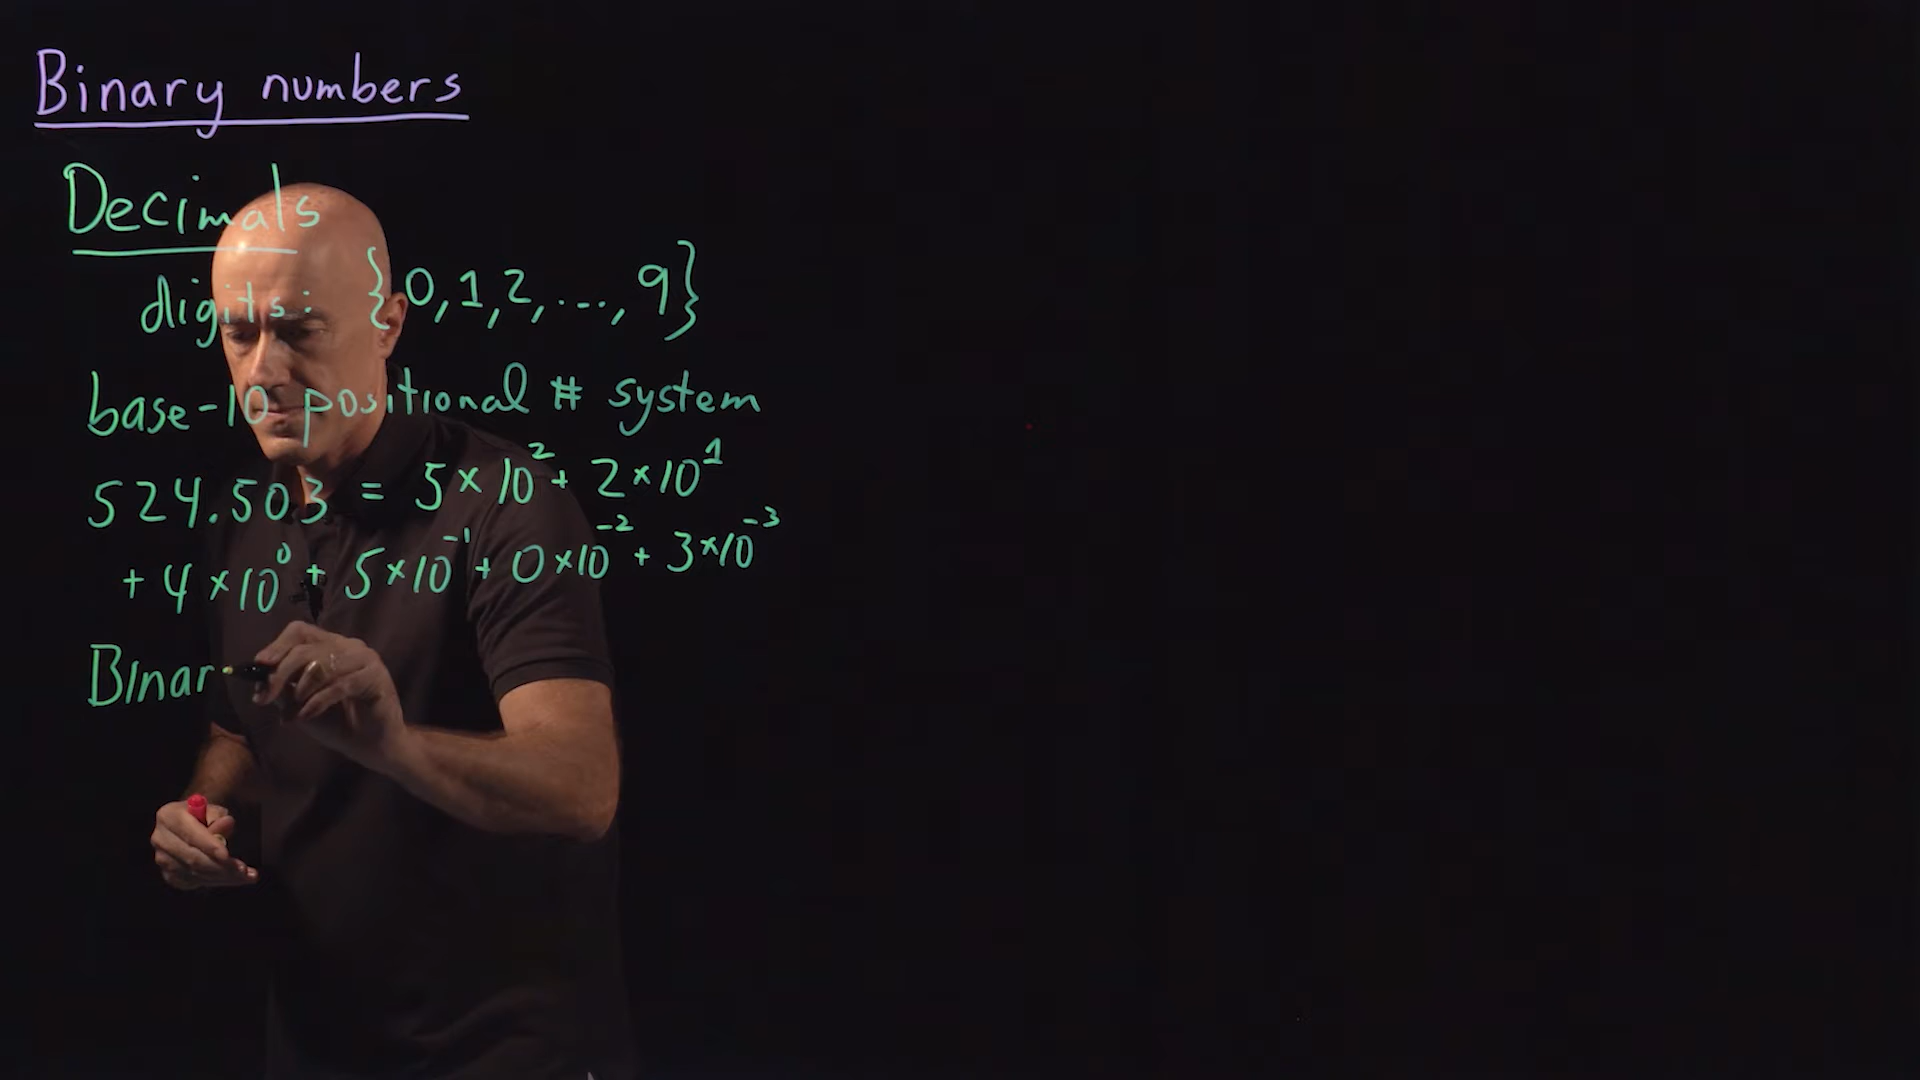 Binary numbers
Decimals
digits: {0,1,2,...,9}
base-10 positional # system
524.503 = 5×10² + 2×10¹
+ 4×10⁰ + 5×10⁻¹ + 0×10⁻² + 3×10⁻³
Binar